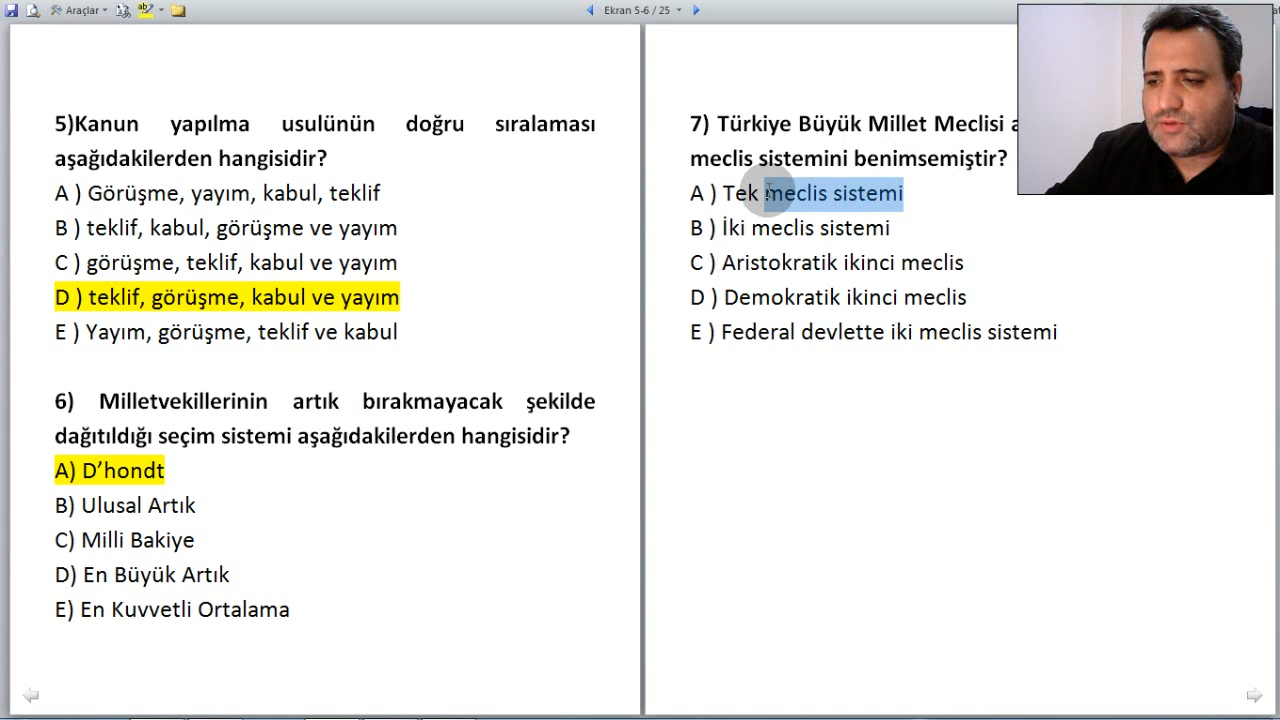 Araçlar
Ekran 5-6 / 25
5)Kanun yapılma usulünün doğru sıralaması
aşağıdakilerden hangisidir?
A ) Görüşme, yayım, kabul, teklif
B ) teklif, kabul, görüşme ve yayım
C ) görüşme, teklif, kabul ve yayım
D ) teklif, görüşme, kabul ve yayım
E ) Yayım, görüşme, teklif ve kabul
6) Milletvekillerinin artık bırakmayacak şekilde
dağıtıldığı seçim sistemi aşağıdakilerden hangisidir?
A) D’hondt
B) Ulusal Artık
C) Milli Bakiye
D) En Büyük Artık
E) En Kuvvetli Ortalama
7) Türkiye Büyük Millet Meclisi
meclis sistemini benimsemiştir?
A ) Tek meclis sistemi
B ) İki meclis sistemi
C ) Aristokratik ikinci meclis
D ) Demokratik ikinci meclis
E ) Federal devlette iki meclis sistemi